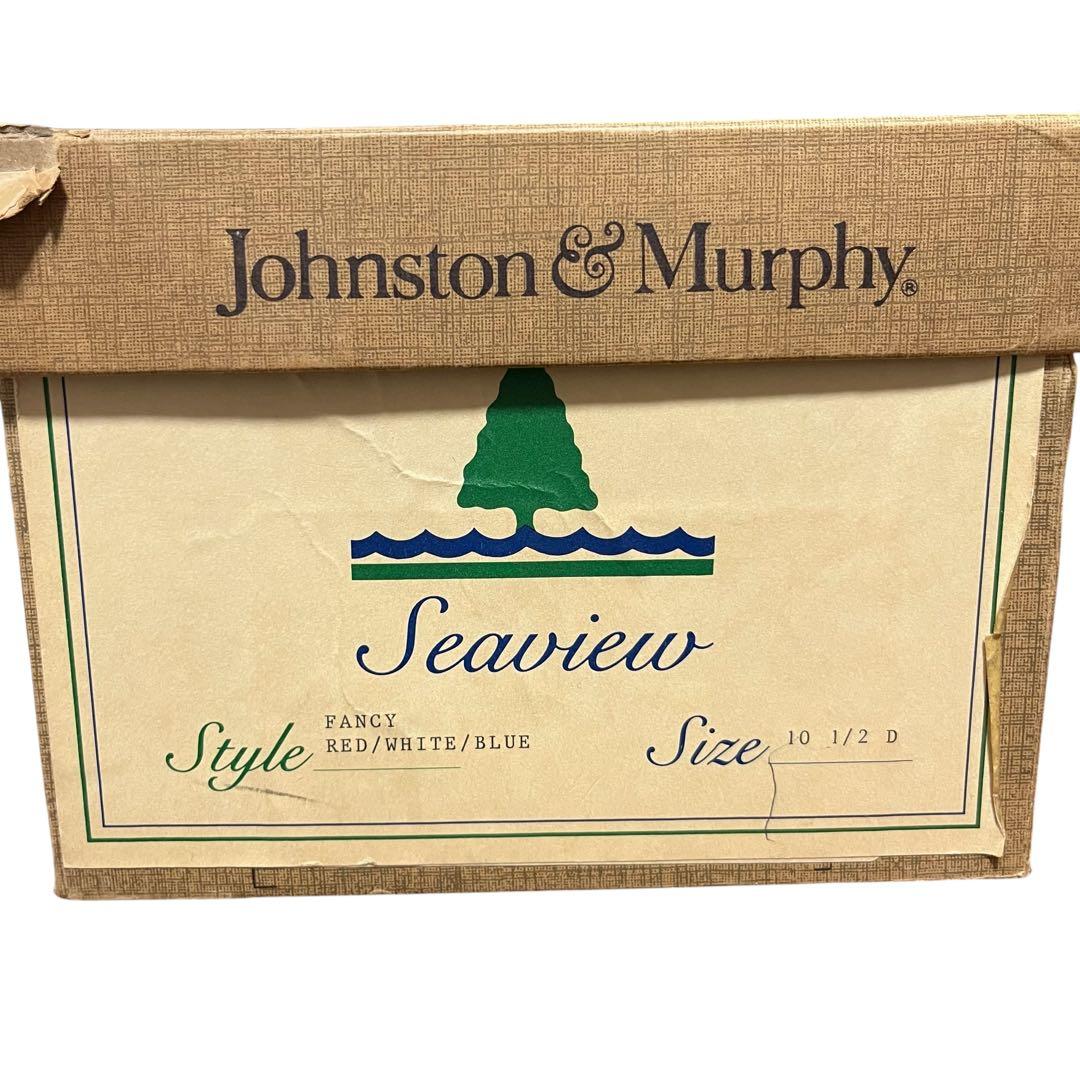 Johnston & Murphy®
Seaview
Style FANCY
RED/WHITE/BLUE
Size 10 1/2 D